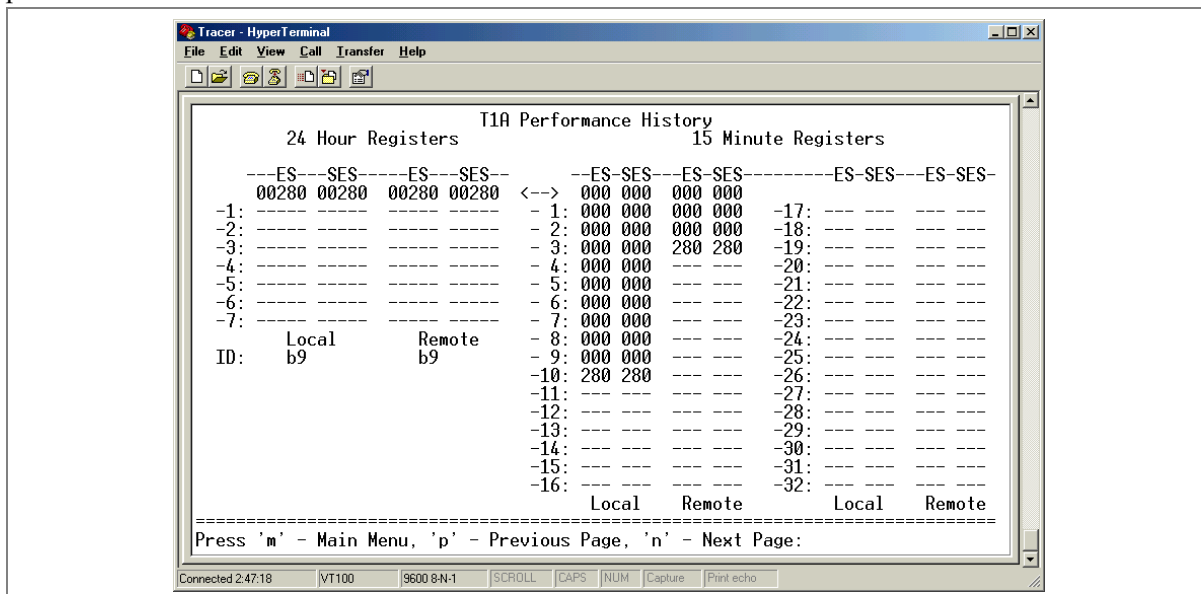 Tracer - HyperTerminal
File Edit View Call Transfer Help
T1A Performance History
24 Hour Registers 15 Minute Registers
---ES---SES-----ES---SES-- --ES-SES---ES-SES---------ES-SES---ES-SES-
00280 00280 00280 00280 <--> 000 000 000 000
-1: ----- ----- ----- ----- - 1: 000 000 000 000 -17: --- --- --- ---
-2: ----- ----- ----- ----- - 2: 000 000 000 000 -18: --- --- --- ---
-3: ----- ----- ----- ----- - 3: 000 000 280 280 -19: --- --- --- ---
-4: ----- ----- ----- ----- - 4: 000 000 --- --- -20: --- --- --- ---
-5: ----- ----- ----- ----- - 5: 000 000 --- --- -21: --- --- --- ---
-6: ----- ----- ----- ----- - 6: 000 000 --- --- -22: --- --- --- ---
-7: ----- ----- ----- ----- - 7: 000 000 --- --- -23: --- --- --- ---
Local Remote - 8: 000 000 --- --- -24: --- --- --- ---
ID: b9 b9 - 9: 000 000 --- --- -25: --- --- --- ---
-10: 280 280 --- --- -26: --- --- --- ---
-11: --- --- --- --- -27: --- --- --- ---
-12: --- --- --- --- -28: --- --- --- ---
-13: --- --- --- --- -29: --- --- --- ---
-14: --- --- --- --- -30: --- --- --- ---
-15: --- --- --- --- -31: --- --- --- ---
-16: --- --- --- --- -32: --- --- --- ---
Local Remote Local Remote
================================================================================
Press 'm' - Main Menu, 'p' - Previous Page, 'n' - Next Page:
Connected 2:47:18 VT100 9600 8-N-1 SCROLL CAPS NUM Capture Print echo